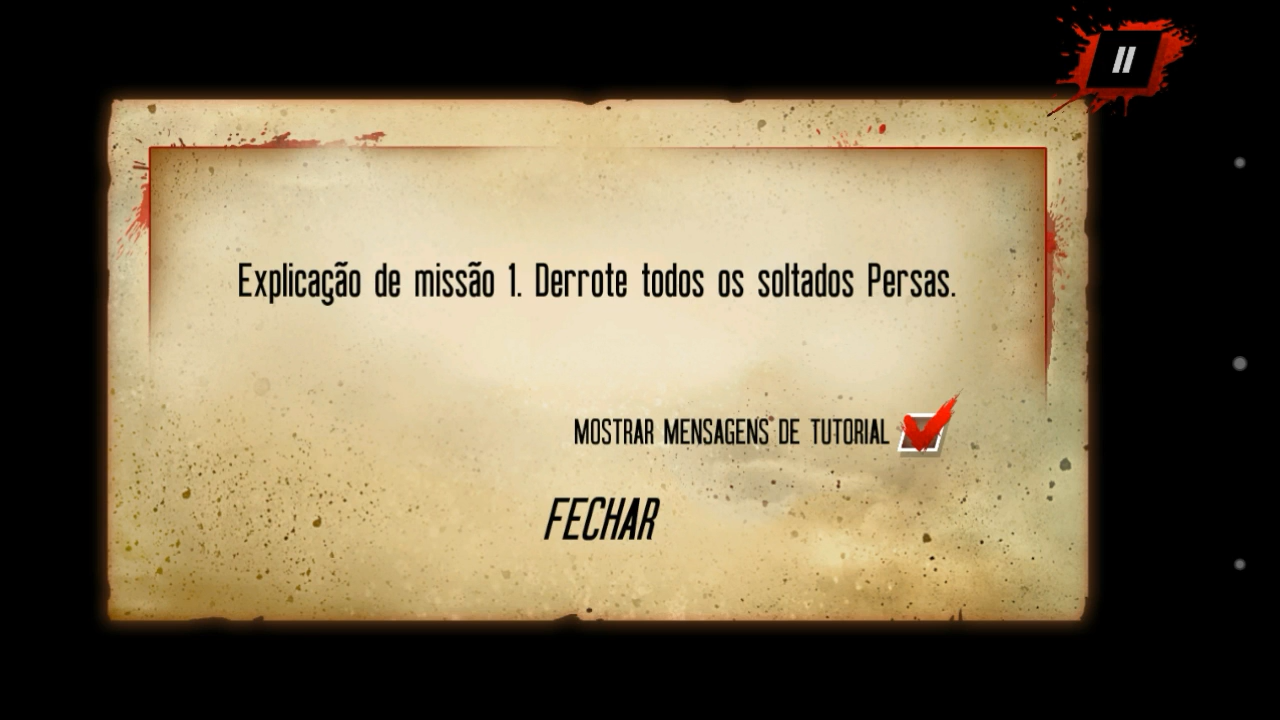 Explicação de missão 1. Derrote todos os soltados Persas.
MOSTRAR MENSAGENS DE TUTORIAL
FECHAR